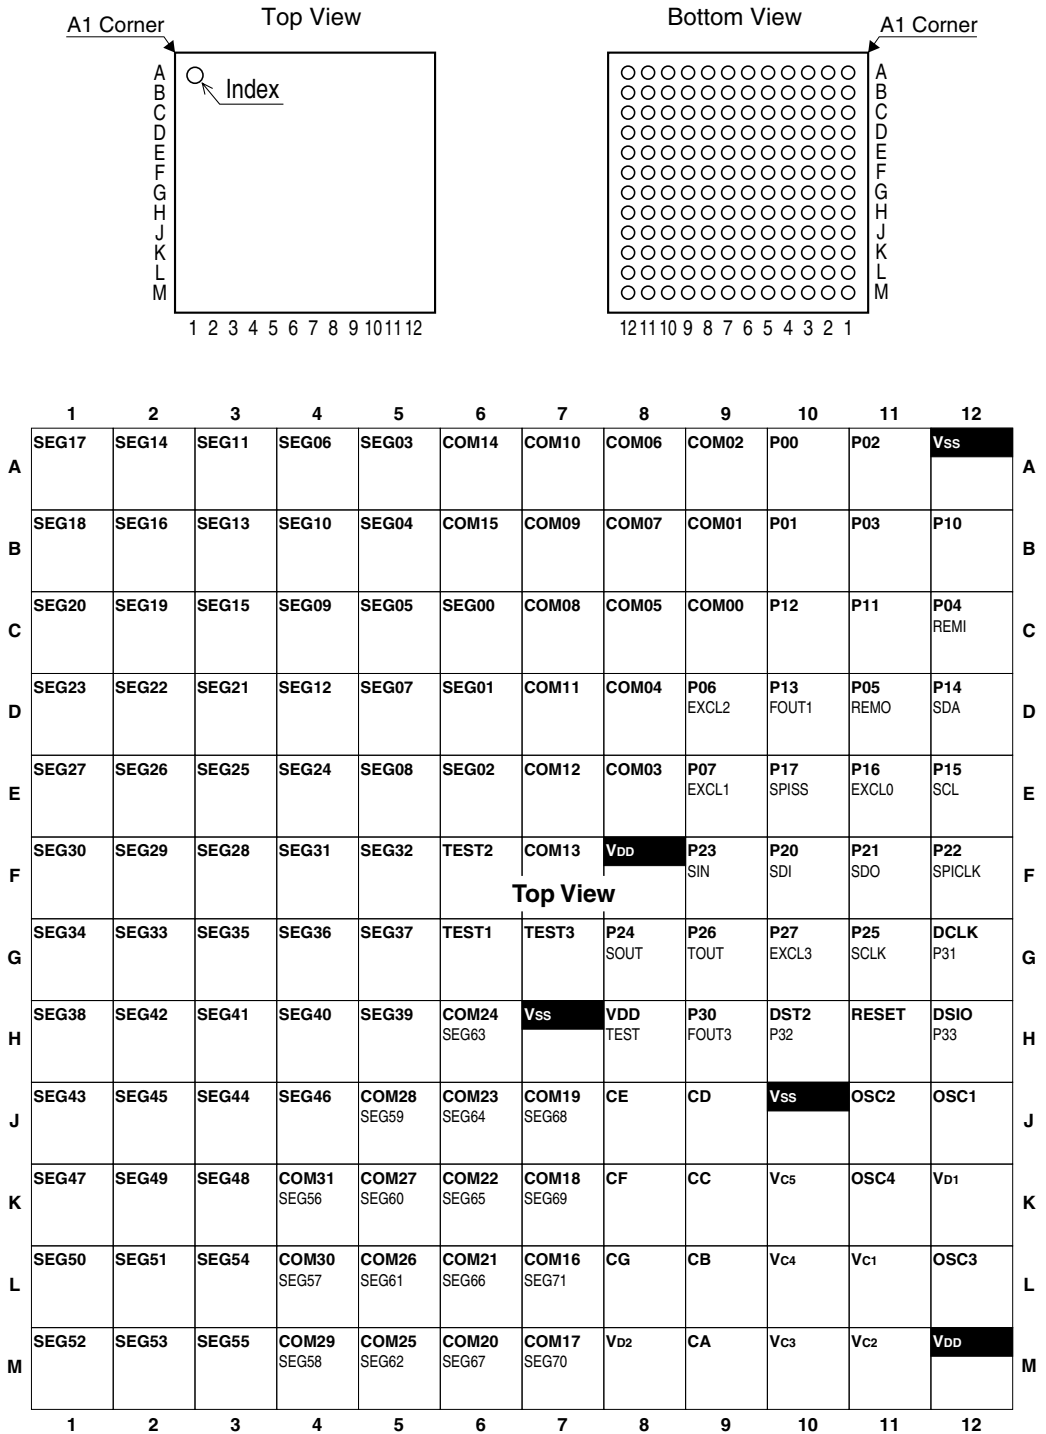 Top View
Bottom View
A1 Corner
A1 Corner
Index
A
B
C
D
E
F
G
H
J
K
L
M
1 2 3 4 5 6 7 8 9 10 11 12
A
B
C
D
E
F
G
H
J
K
L
M
12 11 10 9 8 7 6 5 4 3 2 1
1 2 3 4 5 6 7 8 9 10 11 12
SEG17 SEG14 SEG11 SEG06 SEG03 COM14 COM10 COM06 COM02 P00 P02 VSS
A A
SEG18 SEG16 SEG13 SEG10 SEG04 COM15 COM09 COM07 COM01 P01 P03 P10
B B
SEG20 SEG19 SEG15 SEG09 SEG05 SEG00 COM08 COM05 COM00 P12 P11 P04
REMI
C C
SEG23 SEG22 SEG21 SEG12 SEG07 SEG01 COM11 COM04 P06 P13 P05 P14
EXCL2 FOUT1 REMO SDA
D D
SEG27 SEG26 SEG25 SEG24 SEG08 SEG02 COM12 COM03 P07 P17 P16 P15
EXCL1 SPISS EXCL0 SCL
E E
SEG30 SEG29 SEG28 SEG31 SEG32 TEST2 COM13 VDD P23 P20 P21 P22
SIN SDI SDO SPICLK
F F
Top View
SEG34 SEG33 SEG35 SEG36 SEG37 TEST1 TEST3 P24 P26 P27 P25 DCLK
SOUT TOUT EXCL3 SCLK P31
G G
SEG38 SEG42 SEG41 SEG40 SEG39 COM24 VSS VDD P30 DST2 RESET DSIO
SEG63 TEST FOUT3 P32 P33
H H
SEG43 SEG45 SEG44 SEG46 COM28 COM23 COM19 CE CD VSS OSC2 OSC1
SEG59 SEG64 SEG68
J J
SEG47 SEG49 SEG48 COM31 COM27 COM22 COM18 CF CC VC5 OSC4 VD1
SEG56 SEG60 SEG65 SEG69
K K
SEG50 SEG51 SEG54 COM30 COM26 COM21 COM16 CG CB VC4 VC1 OSC3
SEG57 SEG61 SEG66 SEG71
L L
SEG52 SEG53 SEG55 COM29 COM25 COM20 COM17 VD2 CA VC3 VC2 VDD
SEG58 SEG62 SEG67 SEG70
M M
1 2 3 4 5 6 7 8 9 10 11 12